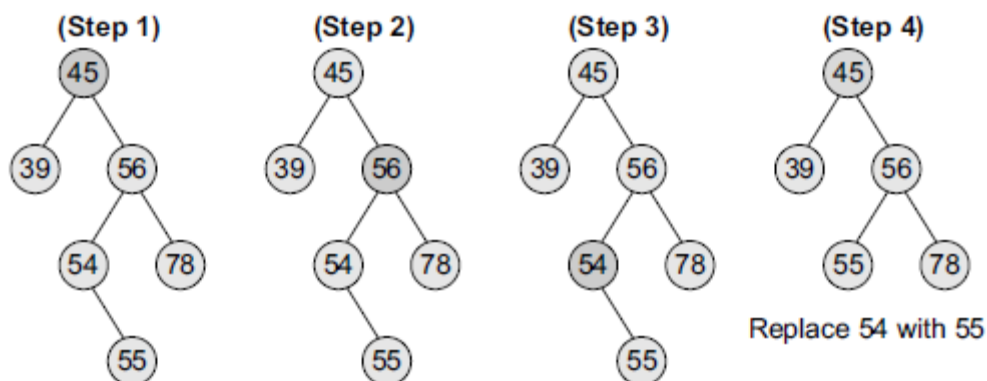 (Step 1) (Step 2) (Step 3) (Step 4)
45 45 45 45
39 56 39 56 39 56 39 56
54 78 54 78 54 78 55 78
Replace 54 with 55
55 55 55